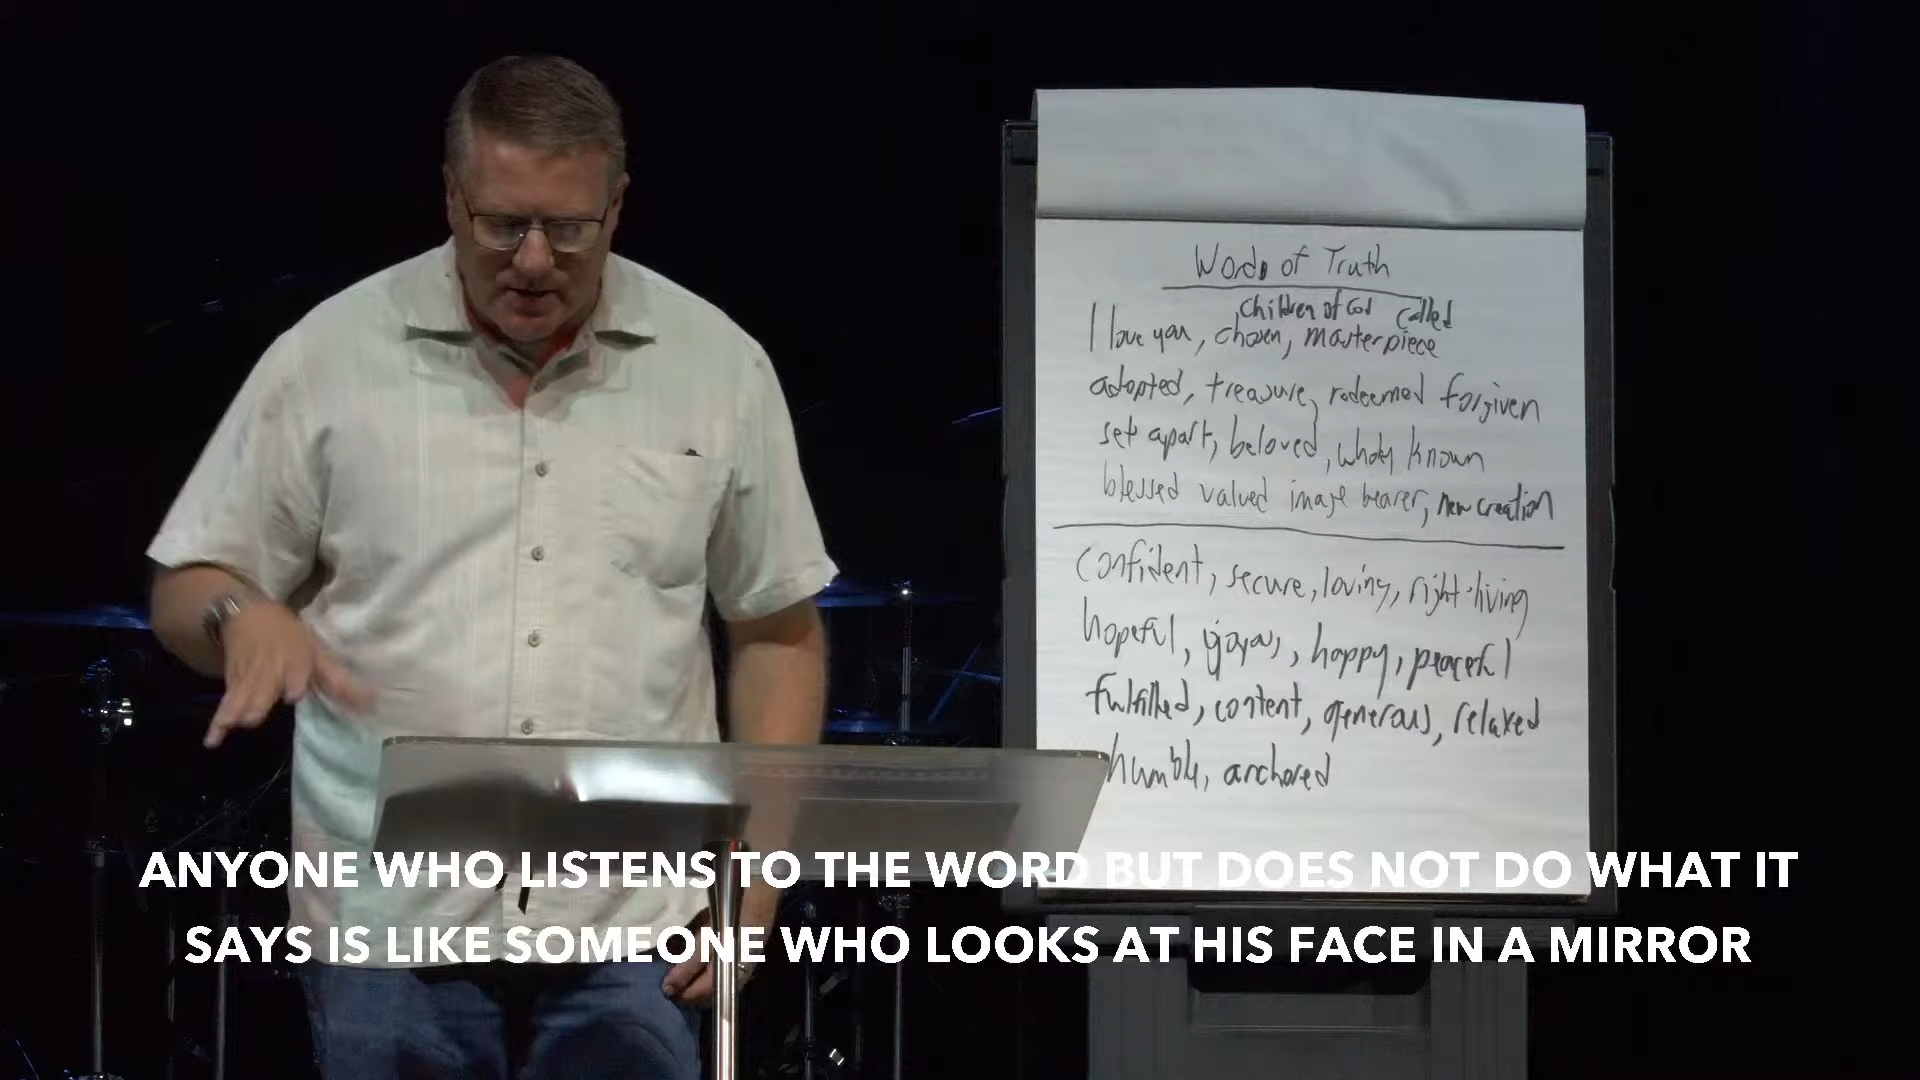 Words of Truth
Children of God called
I love you, chosen, masterpiece
adopted, treasure, redeemed forgiven
set apart, beloved, wholy known
blessed valued image bearer, new creation
confident, secure, loving, right-living
hopeful, joyous, happy, peaceful
fulfilled, content, generous, relaxed
humble, anchored
ANYONE WHO LISTENS TO THE WORD BUT DOES NOT DO WHAT IT
SAYS IS LIKE SOMEONE WHO LOOKS AT HIS FACE IN A MIRROR